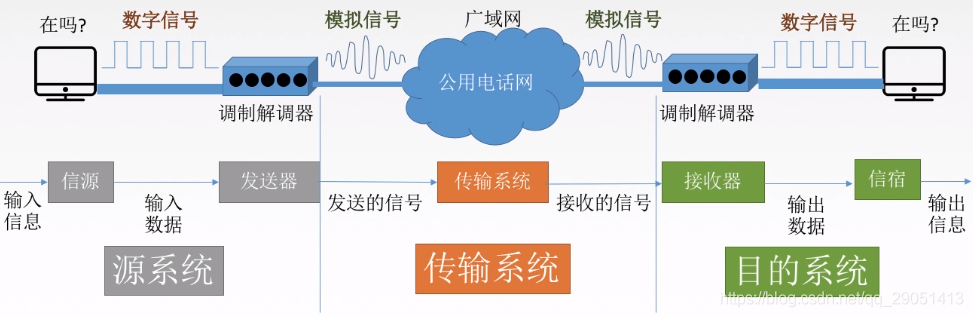 在吗?
数字信号
模拟信号
广域网
模拟信号
数字信号
在吗?
公用电话网
调制解调器
调制解调器
信源
发送器
传输系统
接收器
信宿
输入
信息
输入
数据
发送的信号
接收的信号
输出
数据
输出
信息
源系统
传输系统
目的系统
https://blog.csdn.net/qq_29051413